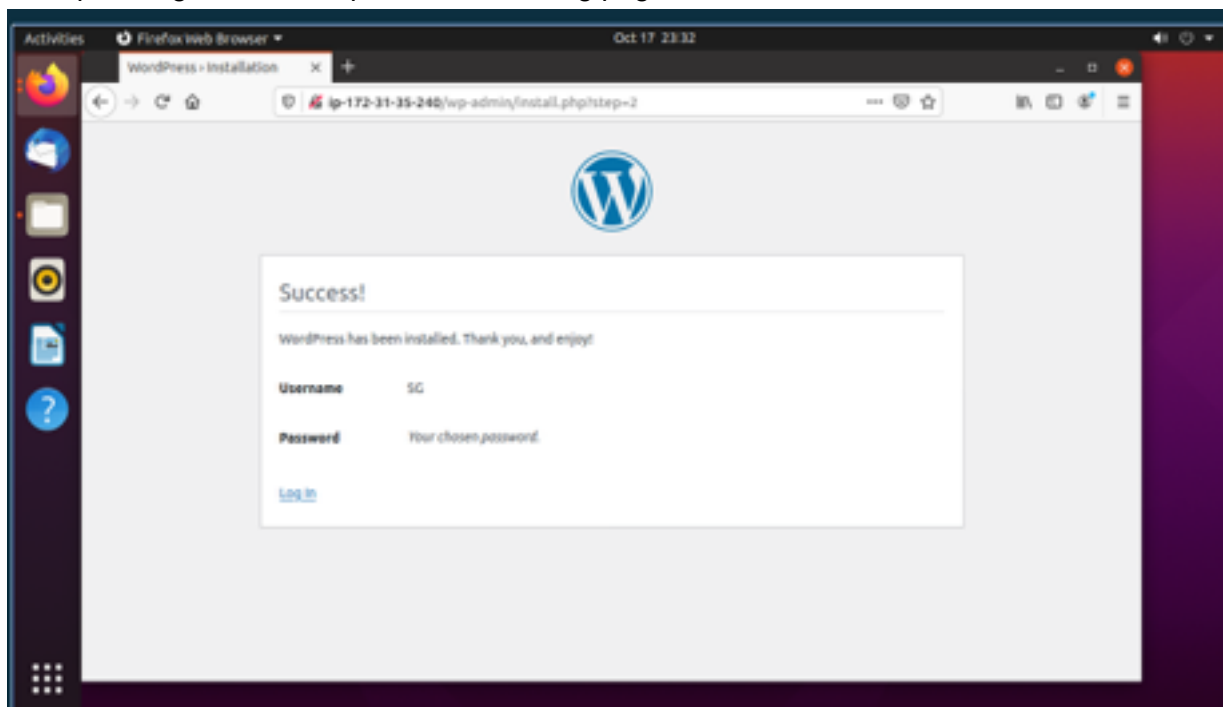 Activities Firefox Web Browser Oct 17 23:32
WordPress › Installation
ip-172-31-35-240/wp-admin/install.php?step=2
Success!
WordPress has been installed. Thank you, and enjoy!
Username SG
Password Your chosen password.
Log In